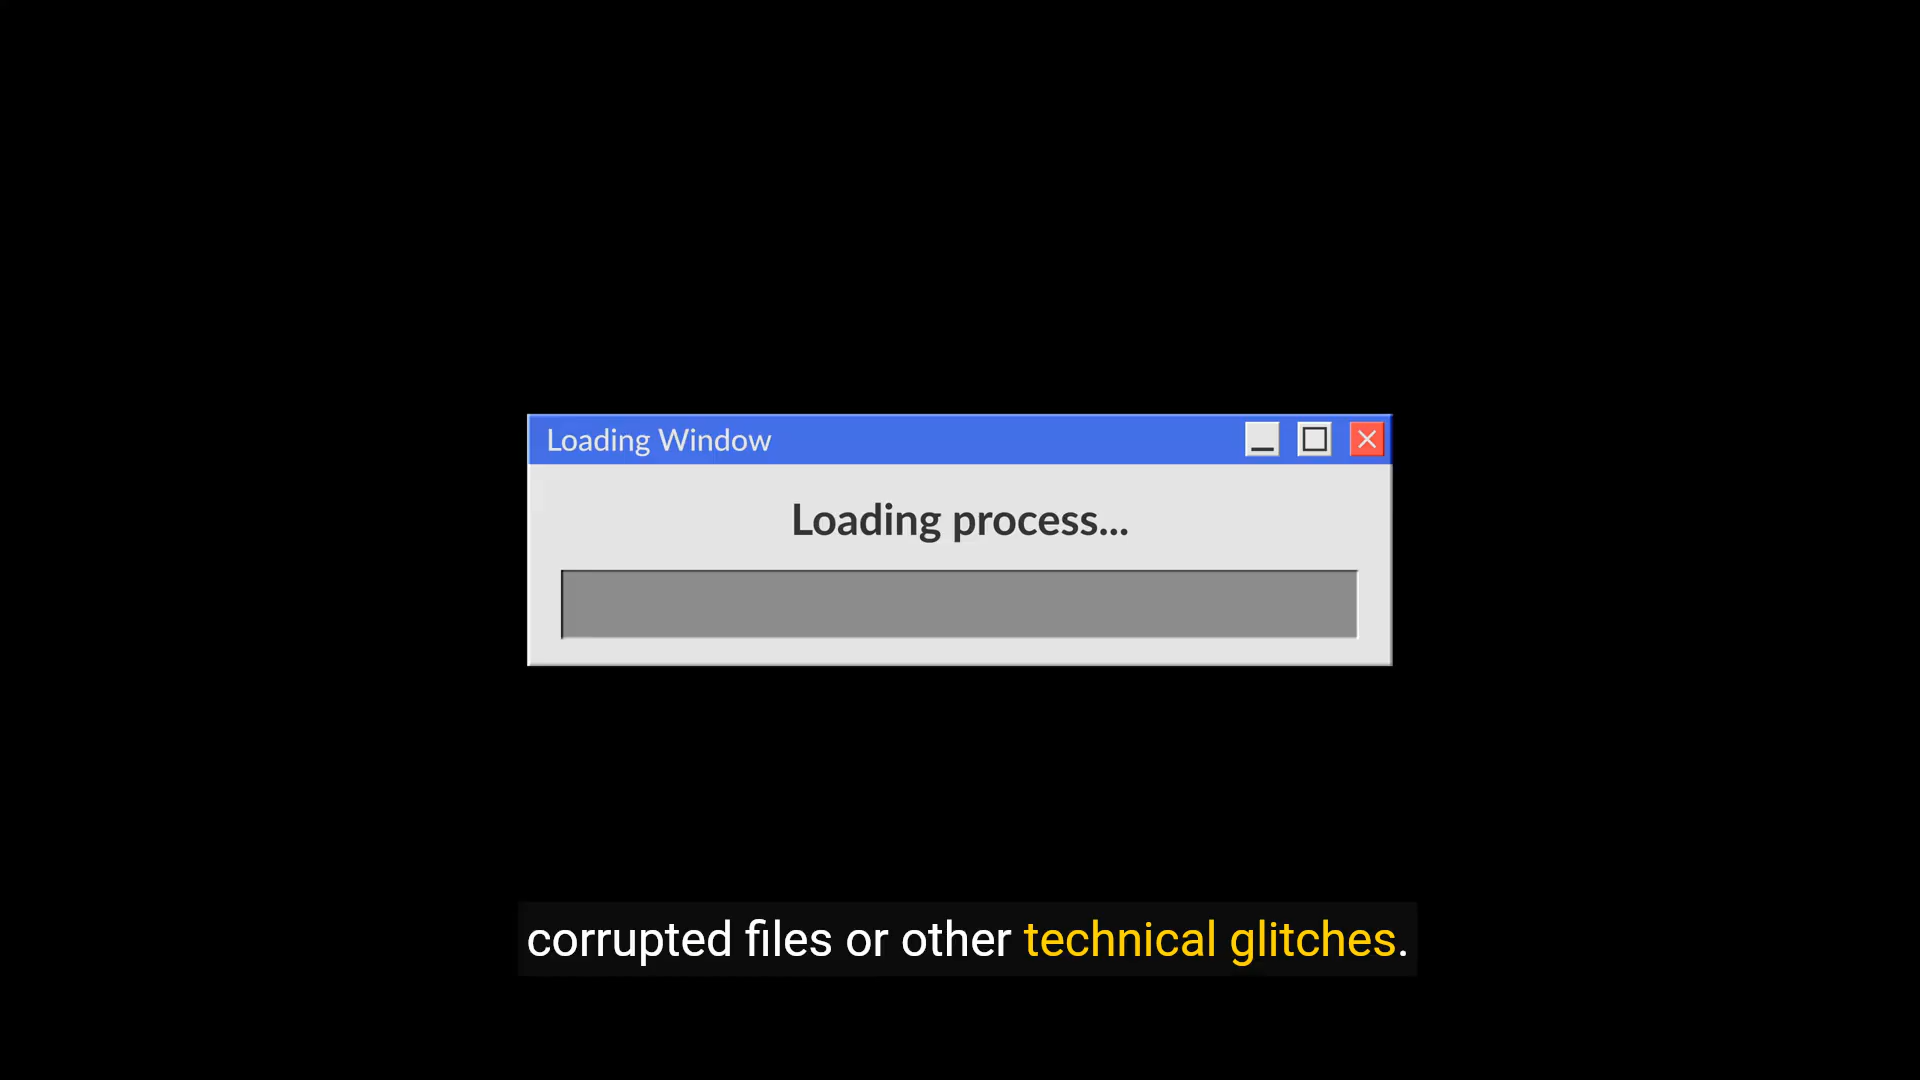 Loading Window
Loading process...
corrupted files or other technical glitches.